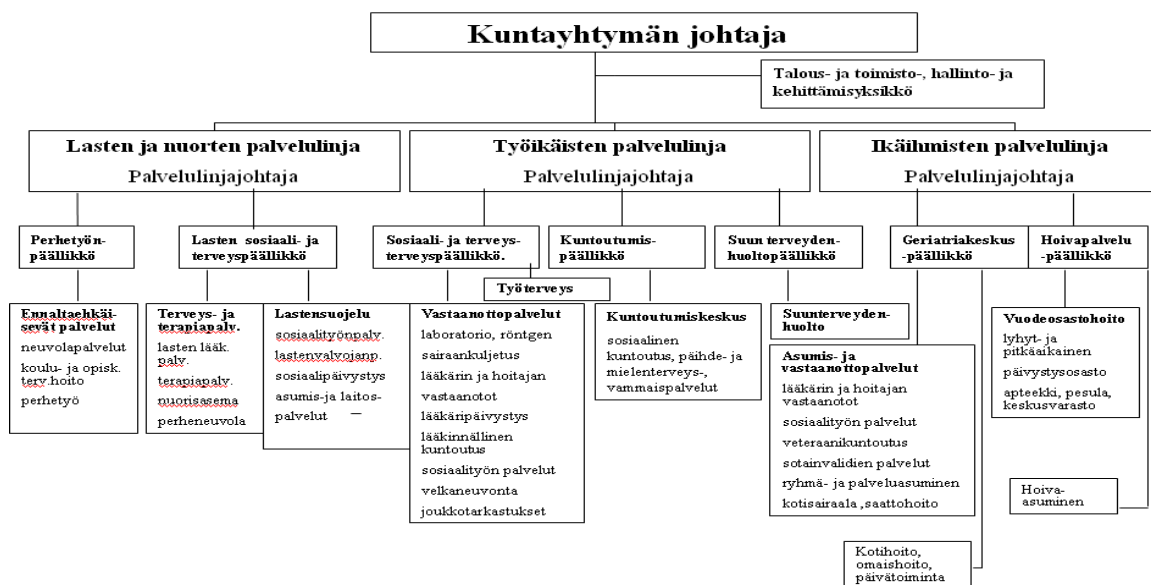 Kuntayhtymän johtaja
Talous- ja toimisto-, hallinto- ja
kehittämisyksikkö
Lasten ja nuorten palvelulinja
Palvelulinjajohtaja
Työikäisten palvelulinja
Palvelulinjajohtaja
Ikäihmisten palvelulinja
Palvelulinjajohtaja
Perhetyön-
päällikkö
Lasten sosiaali- ja
terveyspäällikkö
Sosiaali- ja terveys-
terveyspäällikkö.
Kuntoutumis-
päällikkö
Suun terveyden-
huoltopäällikkö
Geriatriakeskus
-päällikkö
Hoivapalvelu
-päällikkö
Työterveys
Ennaltaehkäi-
sevät palvelut
neuvolapalvelut
koulu- ja opisk.
terv.hoito
perhetyö
Terveys- ja
terapiapalv.
lasten lääk.
palv.
terapiapalv.
nuorisasema
perheneuvola
Lastensuojelu
sosiaalityönpalv.
lastenvalvojanp.
sosiaalipäivystys
asumis-ja laitos-
palvelut –
Vastaanottopalvelut
laboratorio, röntgen
sairaankuljetus
lääkärin ja hoitajan
vastaanotot
lääkäripäivystys
lääkinnällinen
kuntoutus
sosiaalityön palvelut
velkaneuvonta
joukkotarkastukset
Kuntoutumiskeskus
sosiaalinen
kuntoutus, päihde- ja
mielenterveys-,
vammaispalvelut
Suunterveyden-
huolto
Asumis- ja
vastaanottopalvelut
lääkärin ja hoitajan
vastaanotot
sosiaalityön palvelut
veteraanikuntoutus
sotainvalidien palvelut
ryhmä- ja palveluasuminen
kotisairaala ,saattohoito
Vuodeosastohoito
lyhyt- ja
pitkäaikainen
päivystysosasto
apteekki, pesula,
keskusvarasto
Hoiva-
asuminen
Kotihoito,
omaishoito,
päivätoiminta